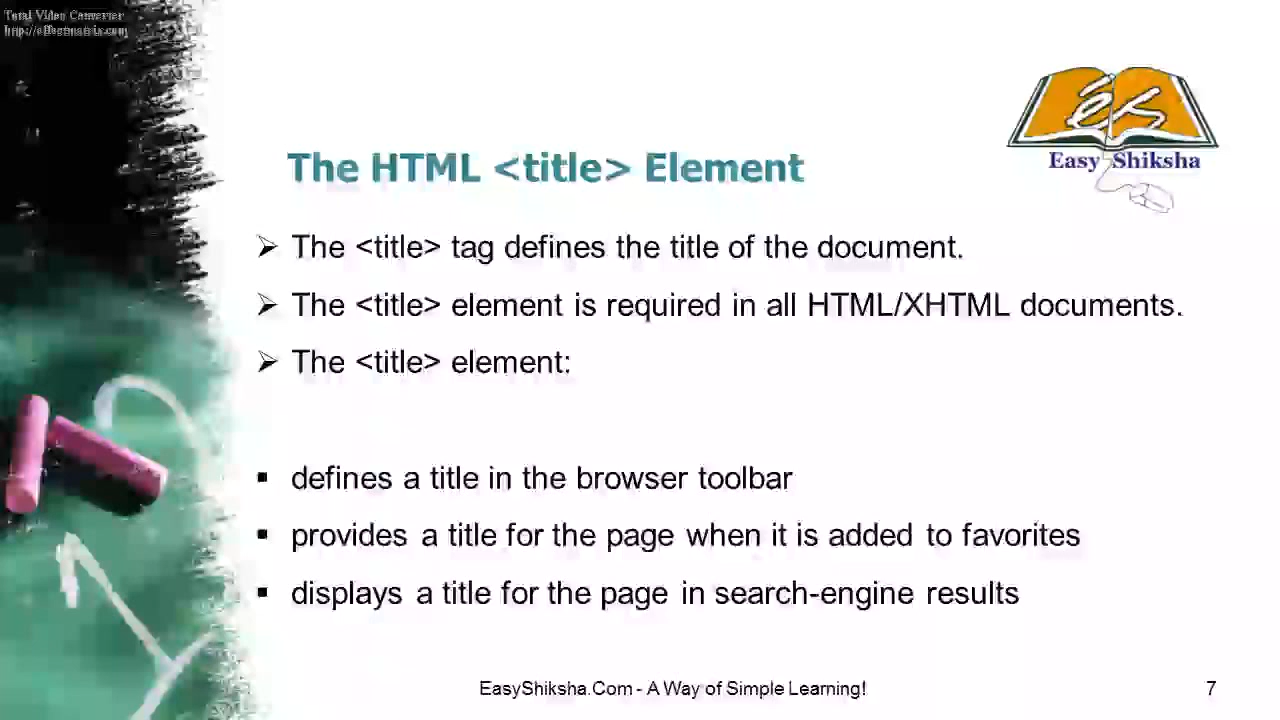 Total Video Converter
http://effectmatrix.com
Easy Shiksha
The HTML <title> Element
➢ The <title> tag defines the title of the document.
➢ The <title> element is required in all HTML/XHTML documents.
➢ The <title> element:
▪ defines a title in the browser toolbar
▪ provides a title for the page when it is added to favorites
▪ displays a title for the page in search-engine results
EasyShiksha.Com - A Way of Simple Learning!
7